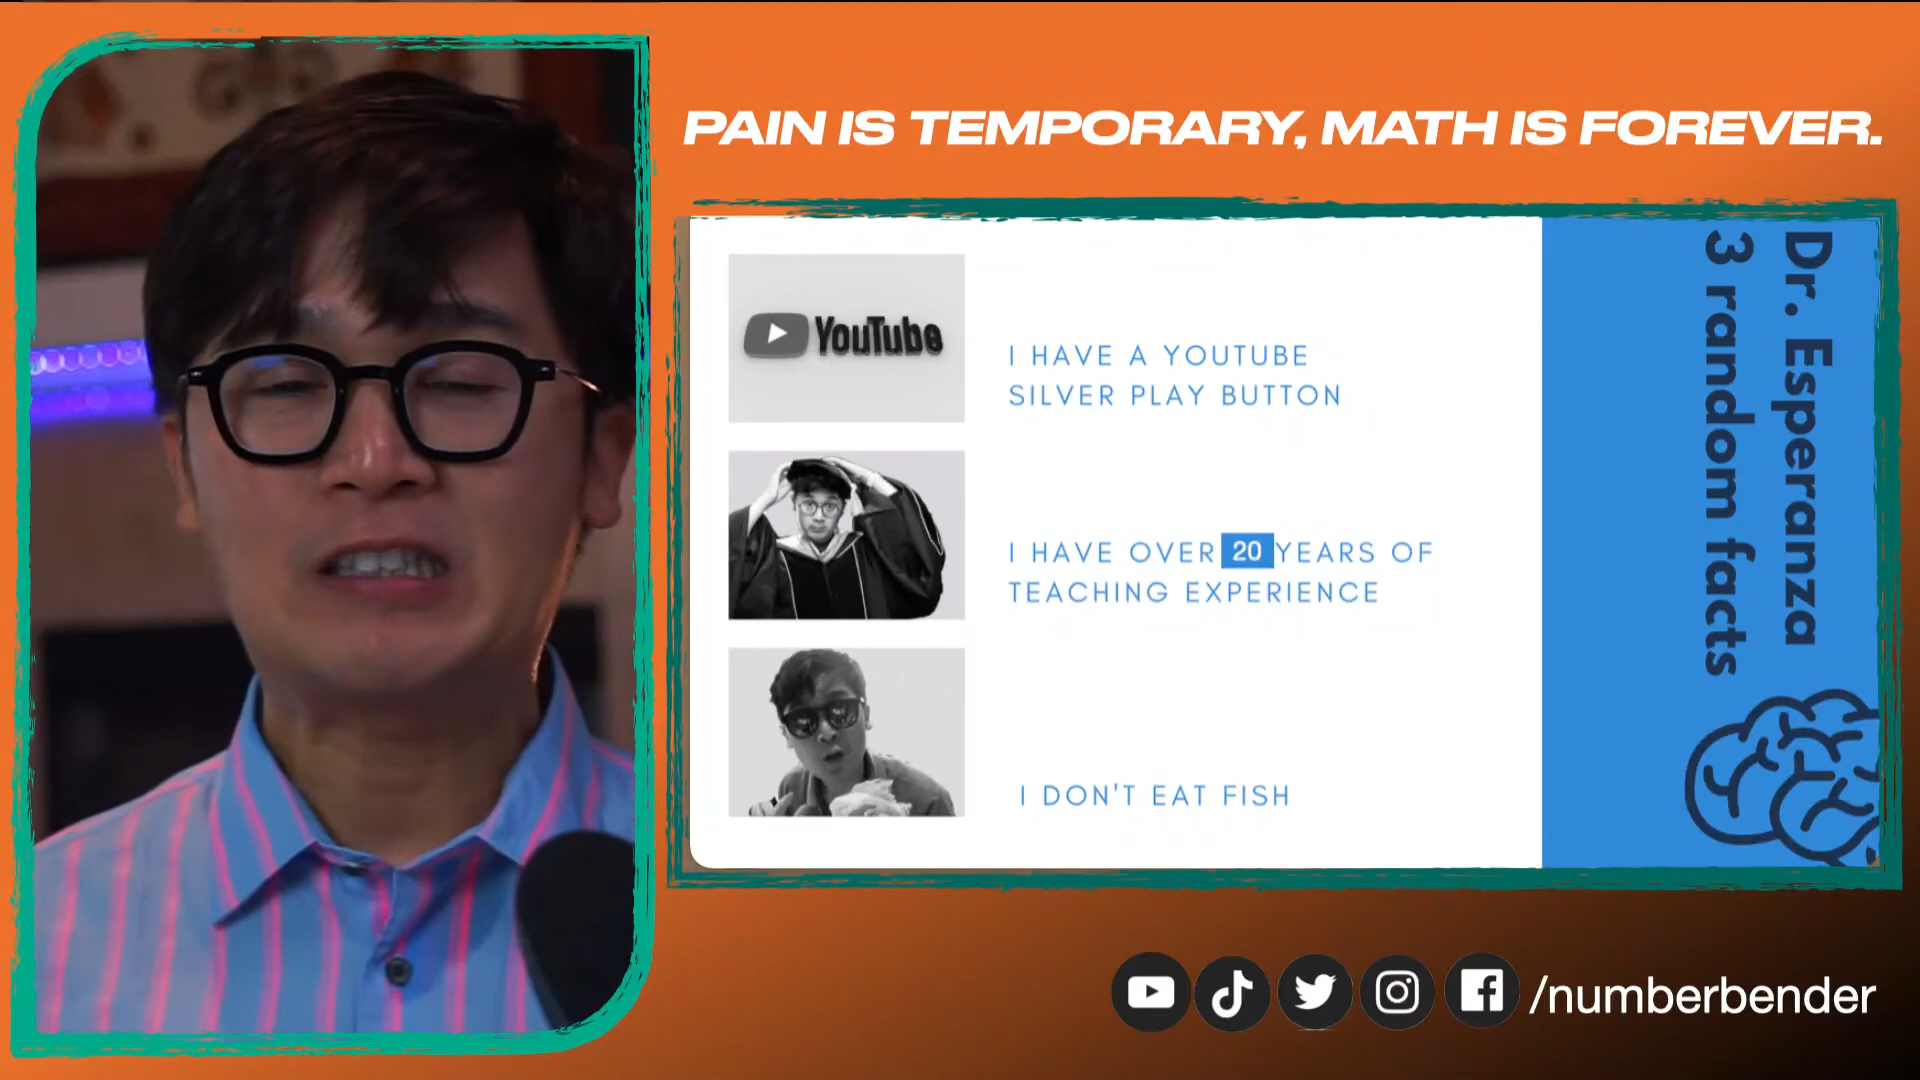 PAIN IS TEMPORARY, MATH IS FOREVER.
YouTube
I HAVE A YOUTUBE
SILVER PLAY BUTTON
I HAVE OVER 20 YEARS OF
TEACHING EXPERIENCE
I DON'T EAT FISH
Dr. Esperanza
3 random facts
/numberbender